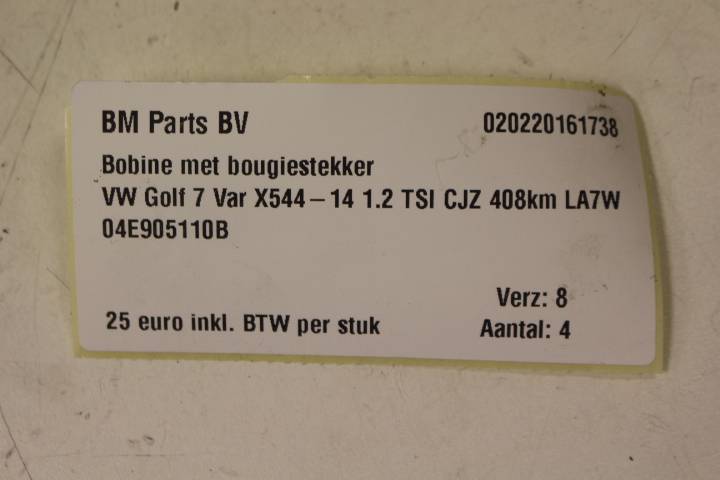 BM Parts BV 020220161738
Bobine met bougiestekker
VW Golf 7 Var X544-14 1.2 TSI CJZ 408km LA7W
04E905110B
Verz: 8
25 euro inkl. BTW per stuk Aantal: 4